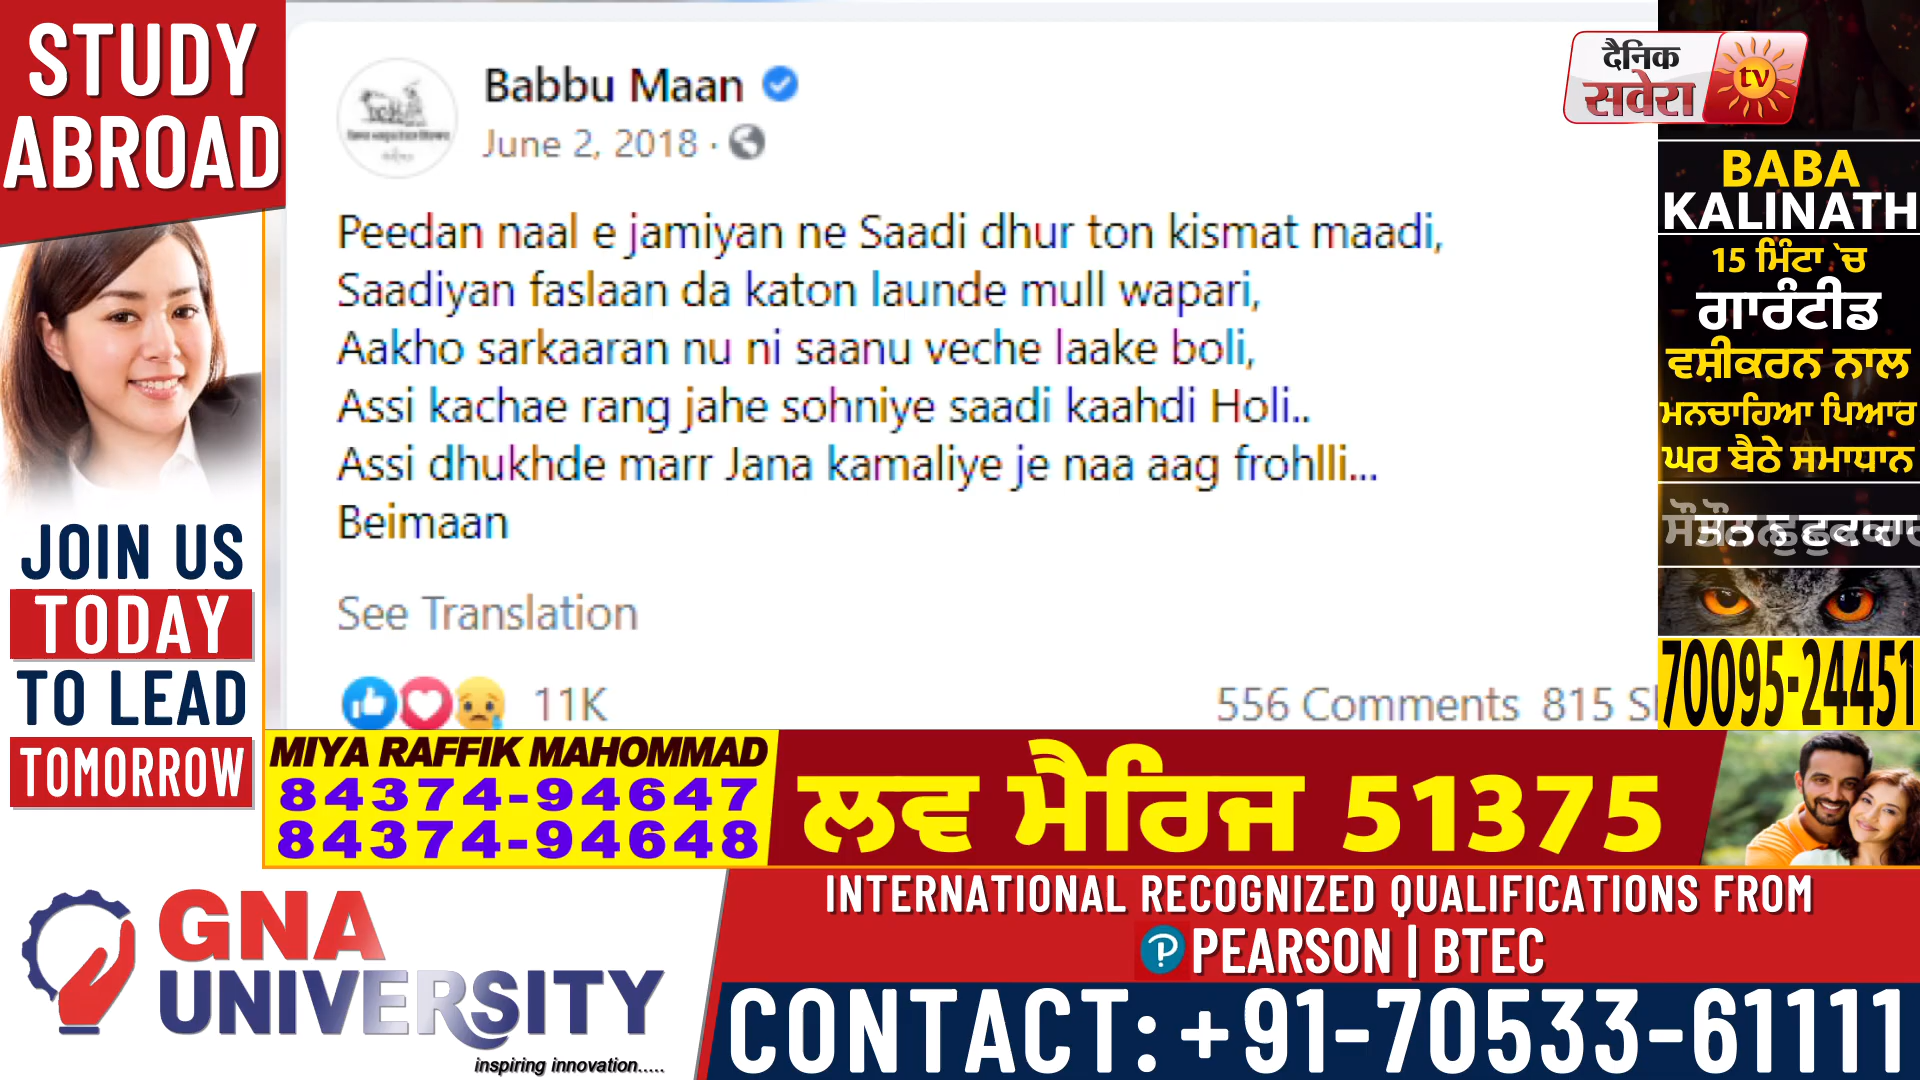 STUDY
ABROAD
JOIN US
TODAY
TO LEAD
TOMORROW
Babbu Maan
June 2, 2018 ·
Peedan naal e jamiyan ne Saadi dhur ton kismat maadi,
Saadiyan faslaan da katon launde mull wapari,
Aakho sarkaaran nu ni saanu veche laake boli,
Assi kachae rang jahe sohniye saadi kaahdi Holi..
Assi dhukhde marr Jana kamaliye je naa aag frohlli...
Beimaan
See Translation
11K
556 Comments 815
दैनिक
सवेरा
tv
BABA
KALINATH
15 ਮਿੰਟਾ `ਚ
ਗਾਰੰਟੀਡ
ਵਸ਼ੀਕਰਨ ਨਾਲ
ਮਨਚਾਹਿਆ ਪਿਆਰ
ਘਰ ਬੈਠੇ ਸਮਾਧਾਨ
70095-24451
MIYA RAFFIK MAHOMMAD
84374-94647
84374-94648
ਲਵ ਮੈਰਿਜ 51375
GNA
UNIVERSITY
inspiring innovation.....
INTERNATIONAL RECOGNIZED QUALIFICATIONS FROM
PEARSON | BTEC
CONTACT: +91-70533-61111